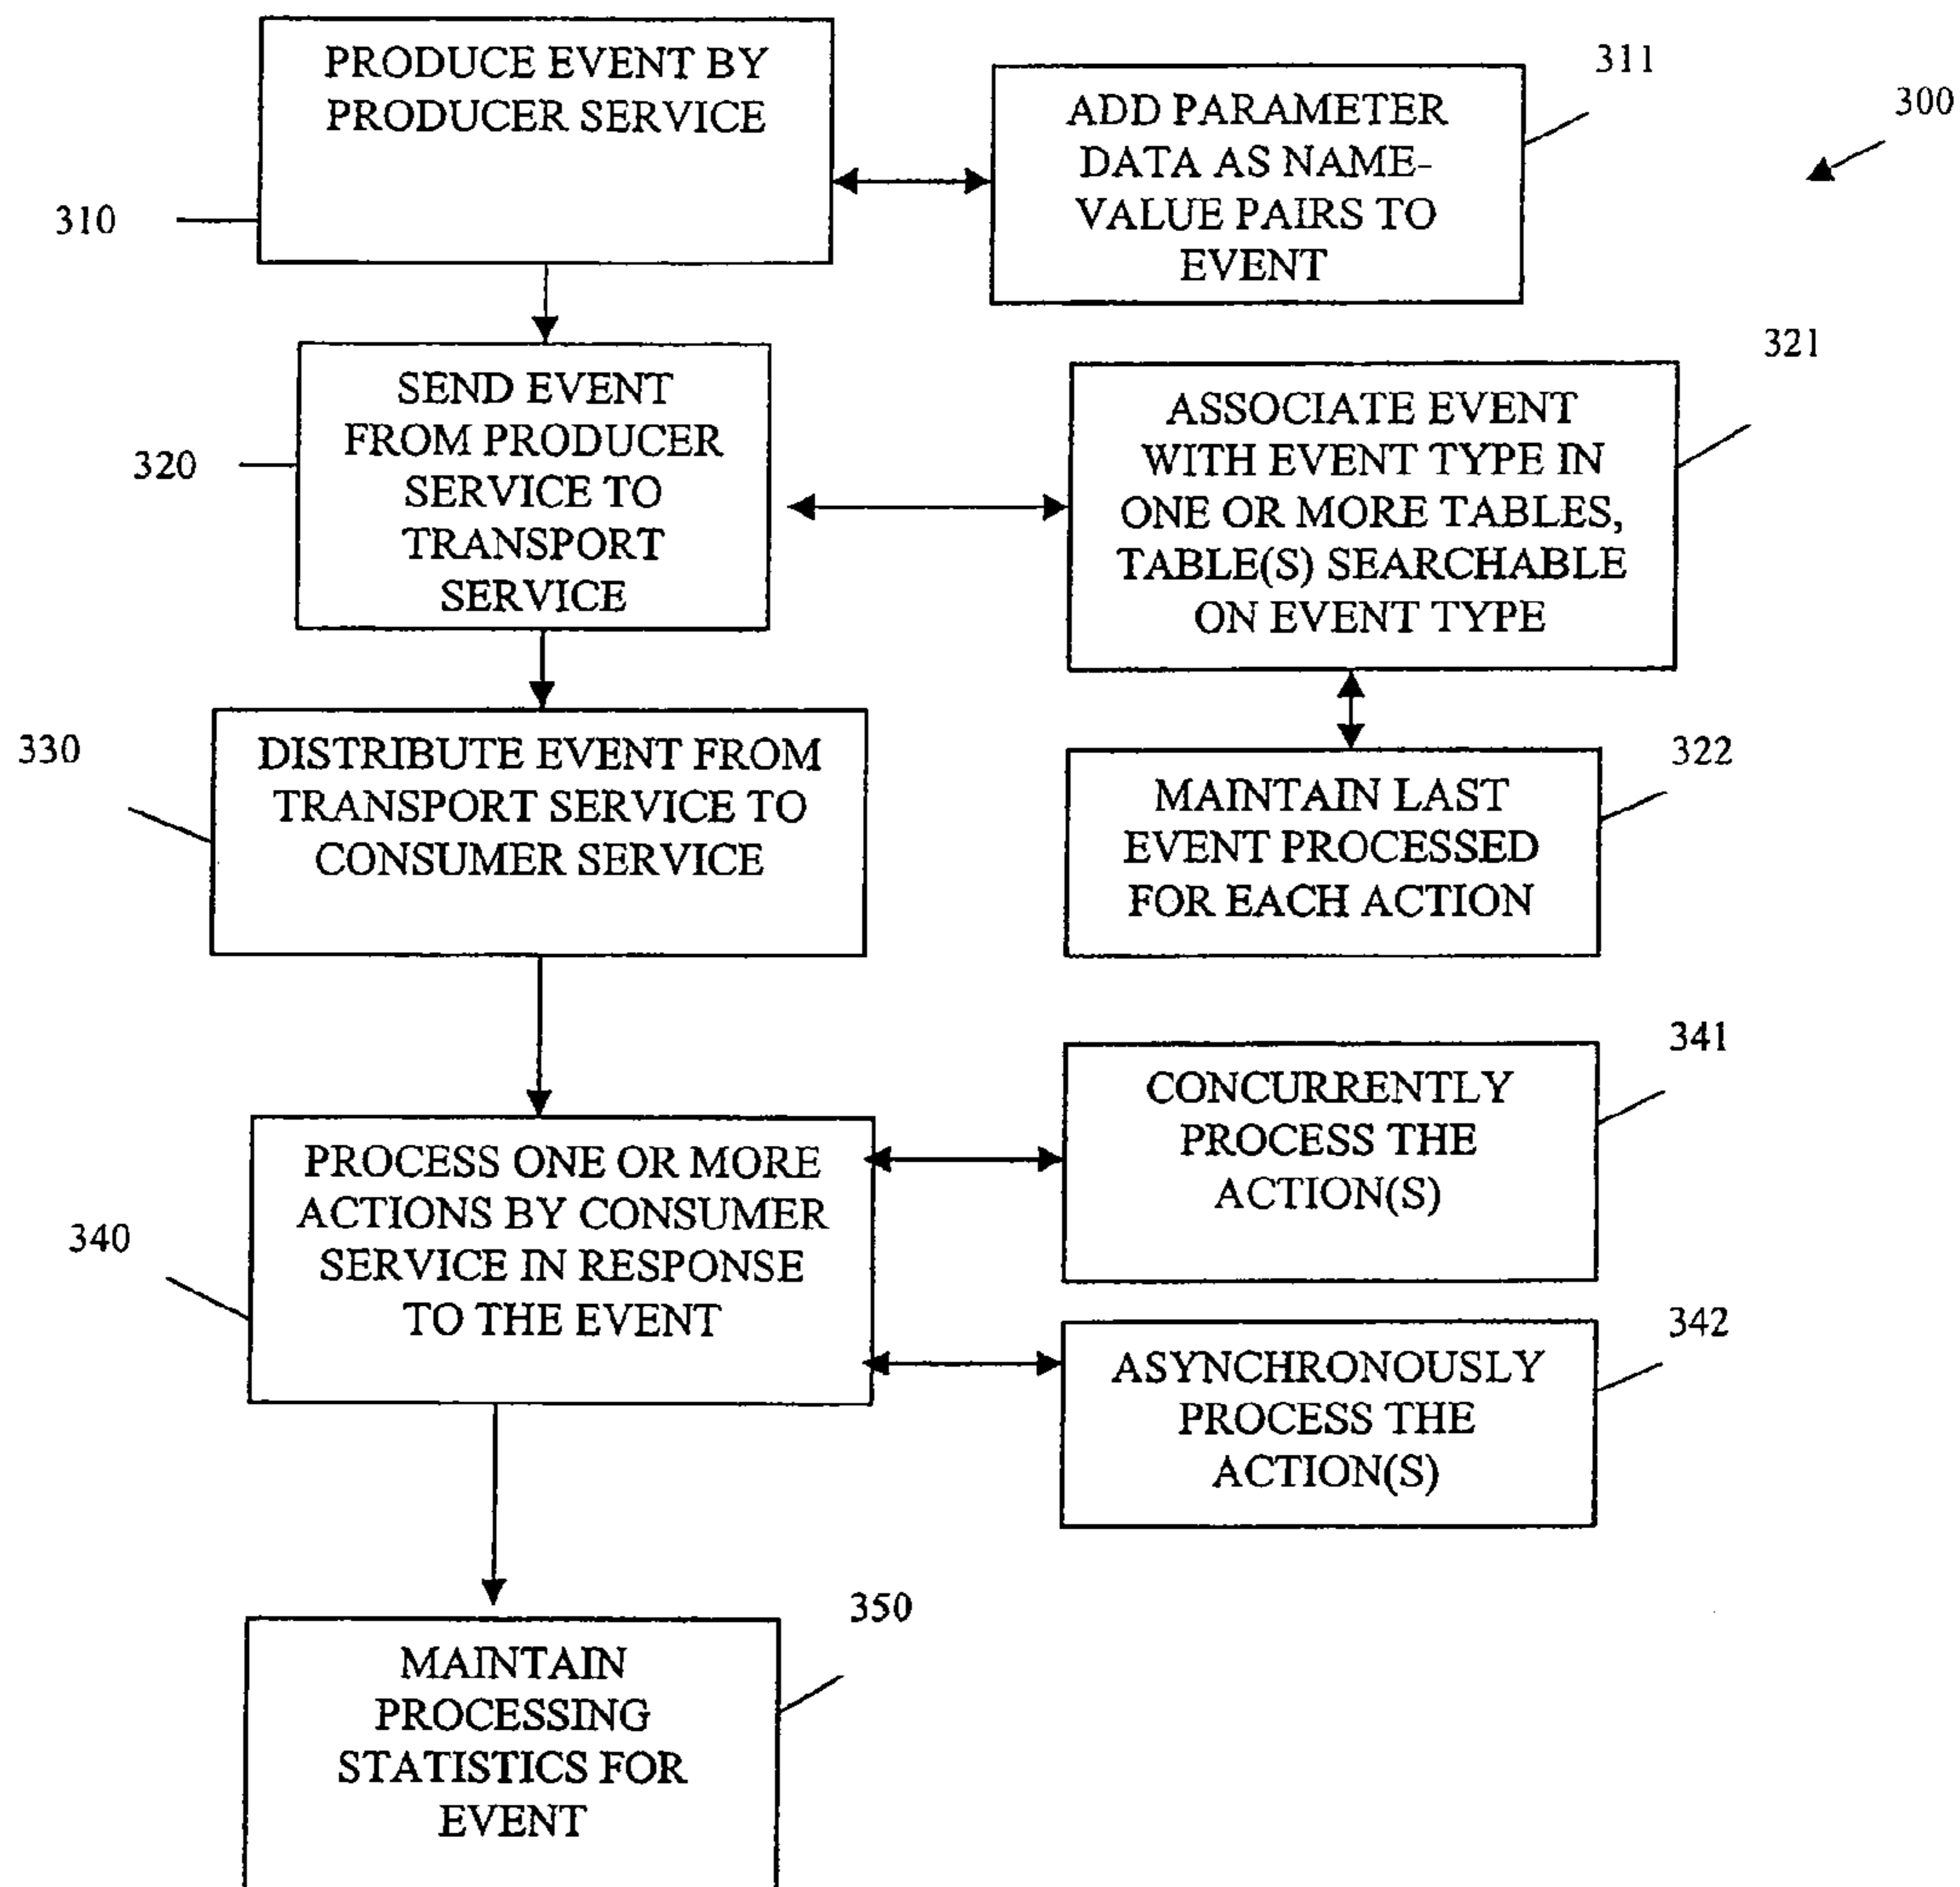 PRODUCE EVENT BY
PRODUCER SERVICE
310
ADD PARAMETER
DATA AS NAME-
VALUE PAIRS TO
EVENT
311
300
SEND EVENT
FROM PRODUCER
SERVICE TO
TRANSPORT
SERVICE
320
ASSOCIATE EVENT
WITH EVENT TYPE IN
ONE OR MORE TABLES,
TABLE(S) SEARCHABLE
ON EVENT TYPE
321
DISTRIBUTE EVENT FROM
TRANSPORT SERVICE TO
CONSUMER SERVICE
330
MAINTAIN LAST
EVENT PROCESSED
FOR EACH ACTION
322
PROCESS ONE OR MORE
ACTIONS BY CONSUMER
SERVICE IN RESPONSE
TO THE EVENT
340
CONCURRENTLY
PROCESS THE
ACTION(S)
341
ASYNCHRONOUSLY
PROCESS THE
ACTION(S)
342
MAINTAIN
PROCESSING
STATISTICS FOR
EVENT
350